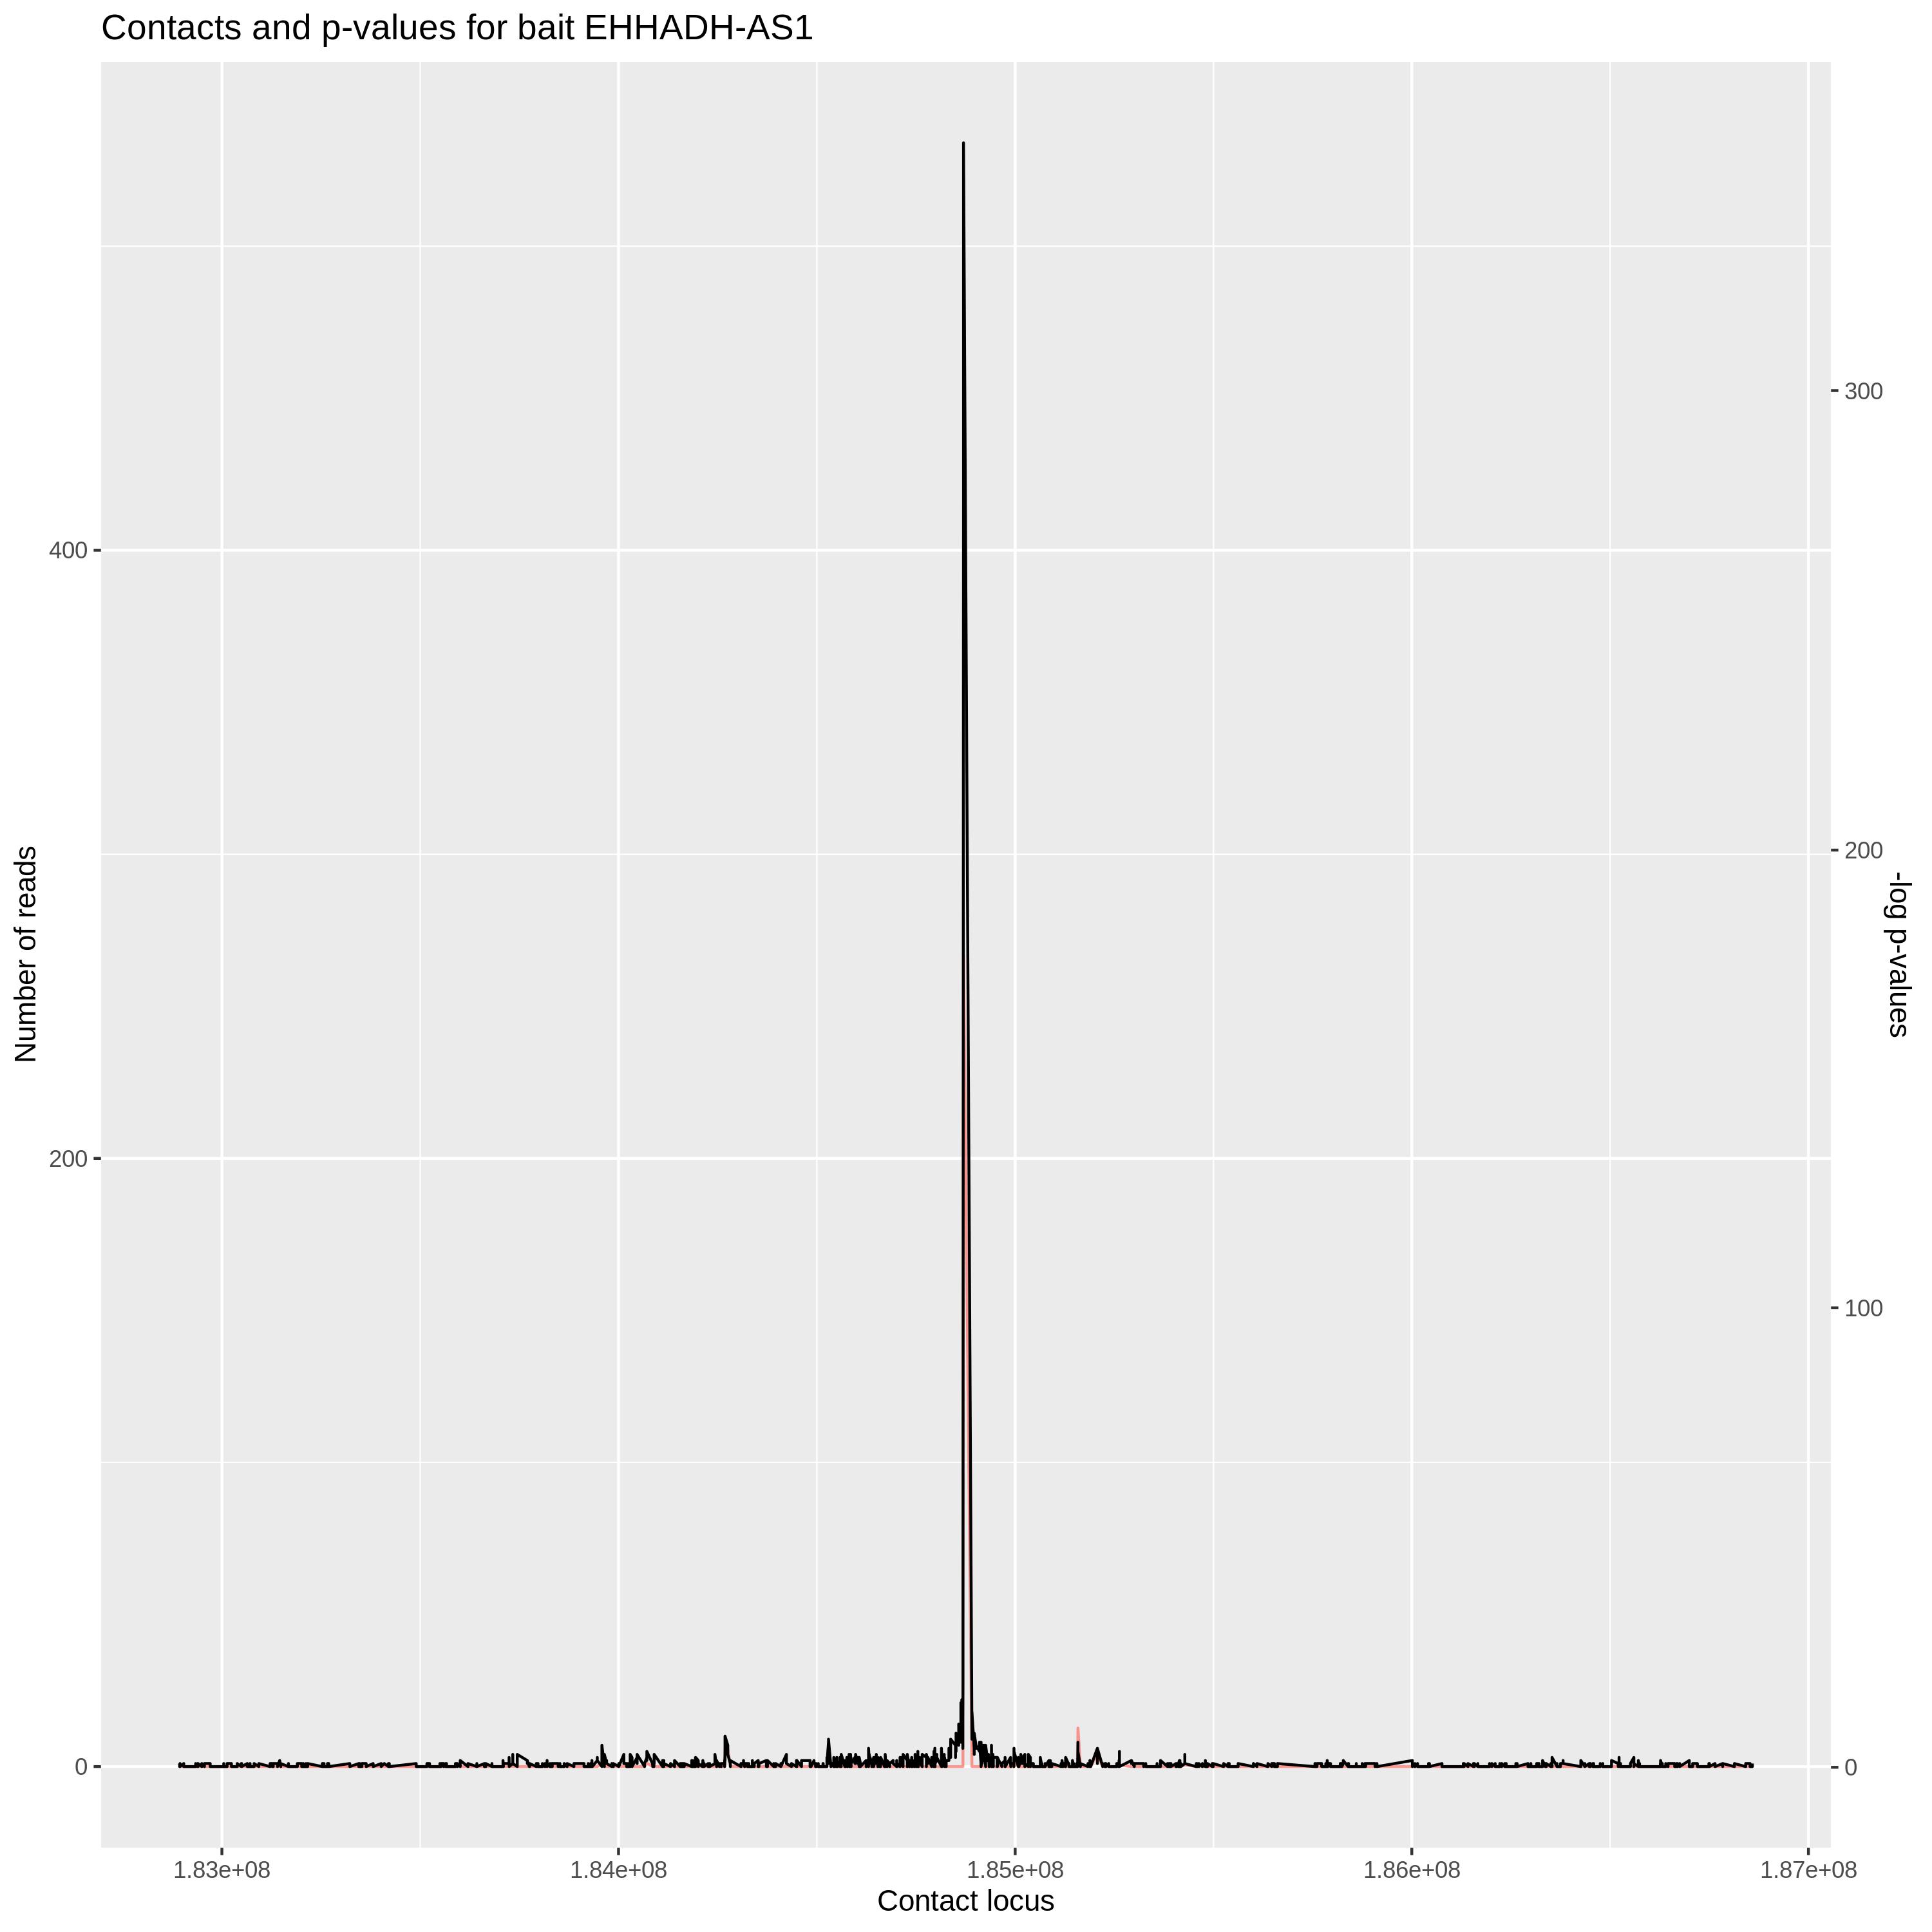 Contacts and p-values for bait EHHADH-AS1
Number of reads
400
200
0
300
200
100
0
-log p-values
1.83e+08 1.84e+08 1.85e+08 1.86e+08 1.87e+08
Contact locus